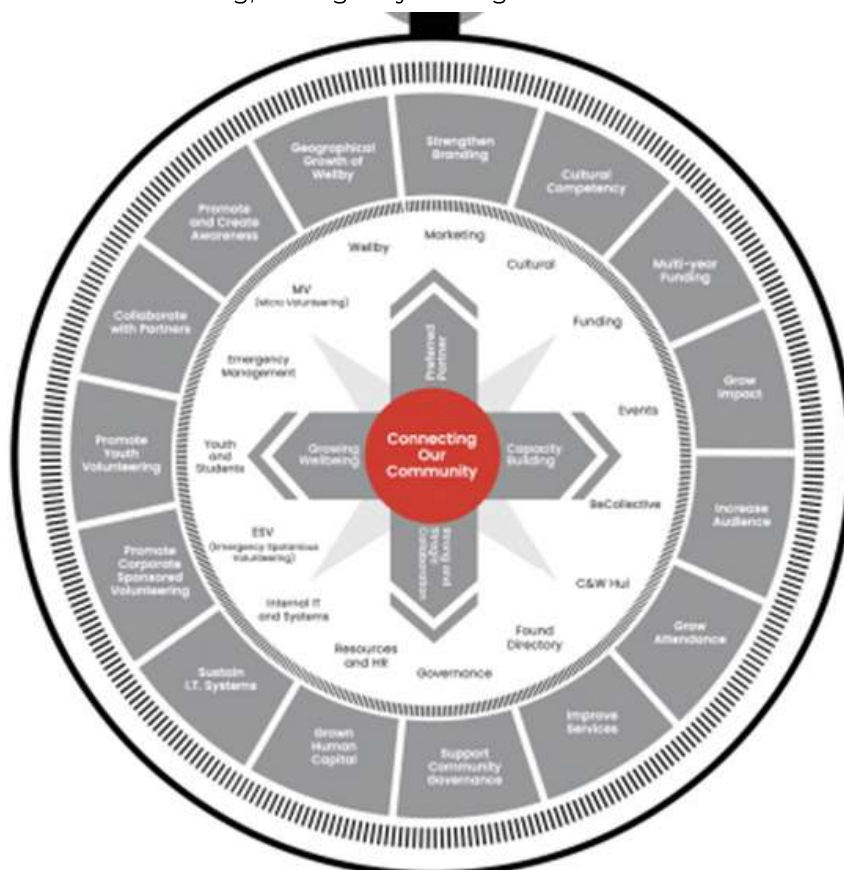 Strengthen
Branding
Cultural
Competency
Multi-year
Funding
Grow
Impact
Increase
Audience
Grow
Attendance
Improve
Services
Support
Community
Governance
Grown
Human
Capital
Sustain
I.T. Systems
Promote
Corporate
Sponsored
Volunteering
Promote
Youth
Volunteering
Collaborate
with Partners
Promote
and Create
Awareness
Geographical
Growth of
Wellby
Marketing
Cultural
Funding
Events
BeCollective
C&W Hui
Found
Directory
Governance
Resources
and HR
Internal IT
and Systems
ESV
(Emergency Spotanous
Volunteering)
Youth
and
Students
Emergency
Management
MV
(Micro Volunteering)
Wellby
Preferred
Partner
Capacity
Building
Strong and
Collaboration
Growing
Wellbeing
Connecting
Our
Community